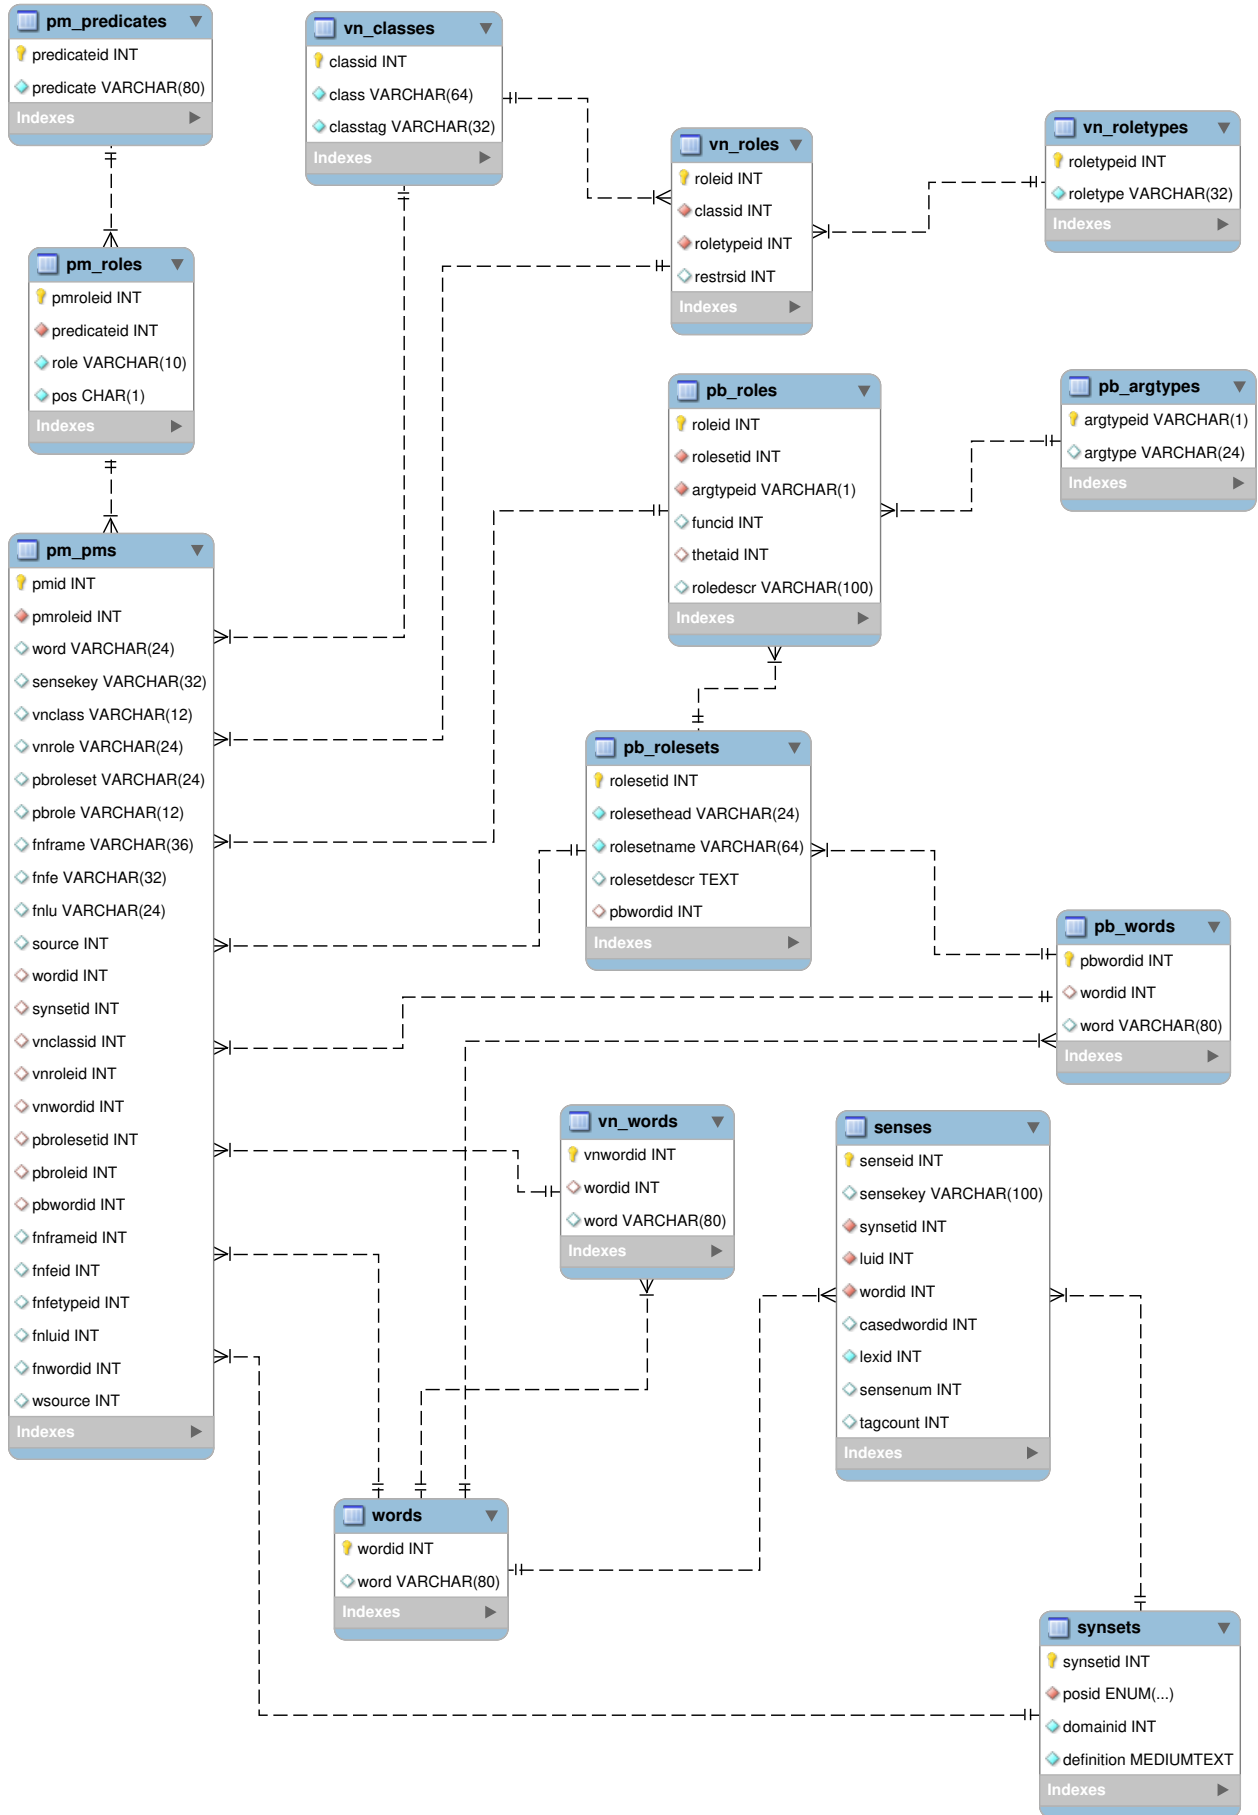 pm_predicates
predicateid INT
predicate VARCHAR(80)
Indexes
vn_classes
classid INT
class VARCHAR(64)
classtag VARCHAR(32)
Indexes
vn_roles
roleid INT
classid INT
roletypeid INT
restrsid INT
Indexes
vn_roletypes
roletypeid INT
roletype VARCHAR(32)
Indexes
pm_roles
pmroleid INT
predicateid INT
role VARCHAR(10)
pos CHAR(1)
Indexes
pb_roles
roleid INT
rolesetid INT
argtypeid VARCHAR(1)
funcid INT
thetaid INT
roledescr VARCHAR(100)
Indexes
pb_argtypes
argtypeid VARCHAR(1)
argtype VARCHAR(24)
Indexes
pm_pms
pmid INT
pmroleid INT
word VARCHAR(24)
sensekey VARCHAR(32)
vnclass VARCHAR(12)
vnrole VARCHAR(24)
pbroleset VARCHAR(24)
pbrole VARCHAR(12)
fnframe VARCHAR(36)
fnfe VARCHAR(32)
fnlu VARCHAR(24)
source INT
wordid INT
synsetid INT
vnclassid INT
vnroleid INT
vnwordid INT
pbrolesetid INT
pbroleid INT
pbwordid INT
fnframeid INT
fnfeid INT
fnfetypeid INT
fnluid INT
fnwordid INT
wsource INT
Indexes
pb_rolesets
rolesetid INT
rolesethead VARCHAR(24)
rolesetname VARCHAR(64)
rolesetdescr TEXT
pbwordid INT
Indexes
pb_words
pbwordid INT
wordid INT
word VARCHAR(80)
Indexes
vn_words
vnwordid INT
wordid INT
word VARCHAR(80)
Indexes
senses
senseid INT
sensekey VARCHAR(100)
synsetid INT
luid INT
wordid INT
casedwordid INT
lexid INT
sensenum INT
tagcount INT
Indexes
words
wordid INT
word VARCHAR(80)
Indexes
synsets
synsetid INT
posid ENUM(...)
domainid INT
definition MEDIUMTEXT
Indexes